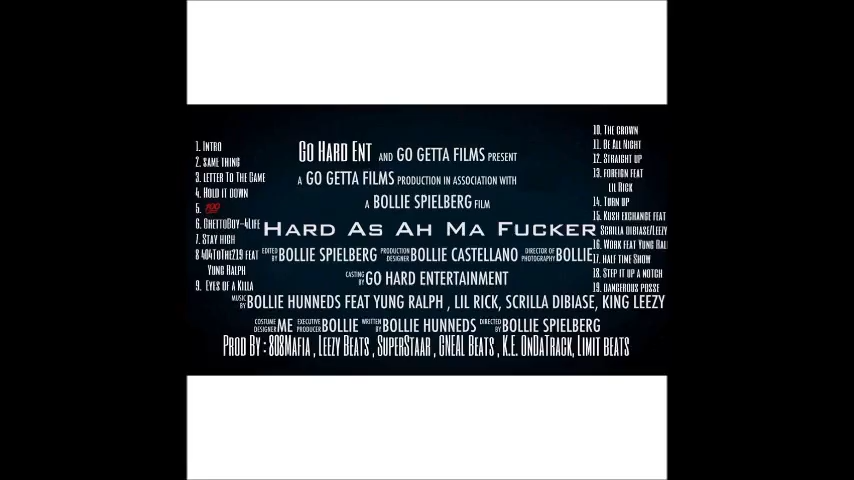 1. Intro
2. same thing
3. letter To The Game
4. Hold it down
5. 💯
6. GhettoBoy-4Life
7. Stay high
8 404ToThe219 feat
Yung Ralph
9. Eyes of a Killa
Go Hard Ent AND GO GETTA FILMS PRESENT
A GO GETTA FILMS PRODUCTION IN ASSOCIATION WITH
A BOLLIE SPIELBERG FILM
Hard As Ah Ma Fucker
EDITED BY BOLLIE SPIELBERG PRODUCTION DESIGNER BOLLIE CASTELLANO DIRECTOR OF PHOTOGRAPHY BOLLIE
CASTING BY GO HARD ENTERTAINMENT
MUSIC BY BOLLIE HUNNEDS FEAT YUNG RALPH , LIL RICK, SCRILLA DIBIASE, KING LEEZY
COSTUME DESIGNER ME EXECUTIVE PRODUCER BOLLIE WRITTEN BY BOLLIE HUNNEDS DIRECTED BY BOLLIE SPIELBERG
Prod By : 808Mafia , Leezy Beats , SuperStaar , GNEAL Beats , K.E. OnDaTrack, Limit beats
10. The crown
11. Be All Night
12. Straight up
13. foreign feat
lil Rick
14. Turn up
15. Kush exchange feat
Scrilla dibiase/Leezy
16. Work feat Yung Ral
17. half time Show
18. Step it up a notch
19. dangerous posse